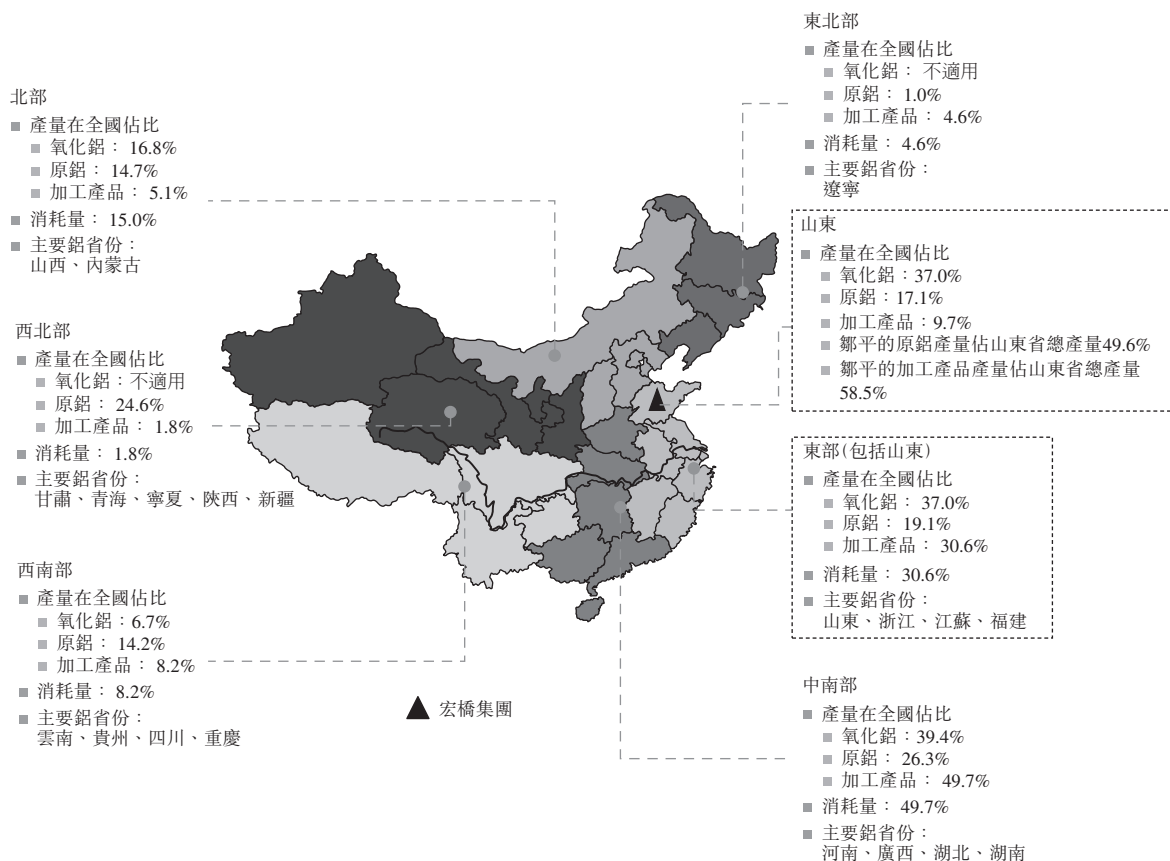 東北部
■ 產量在全國佔比
■ 氧化鋁： 不適用
■ 原鋁： 1.0%
■ 加工產品： 4.6%
■ 消耗量： 4.6%
■ 主要鋁省份：
遼寧
北部
■ 產量在全國佔比
■ 氧化鋁： 16.8%
■ 原鋁： 14.7%
■ 加工產品： 5.1%
■ 消耗量： 15.0%
■ 主要鋁省份：
山西、內蒙古
山東
■ 產量在全國佔比
■ 氧化鋁：37.0%
■ 原鋁：17.1%
■ 加工產品：9.7%
■ 鄒平的原鋁產量佔山東省總產量49.6%
■ 鄒平的加工產品產量佔山東省總產量
58.5%
西北部
■ 產量在全國佔比
■ 氧化鋁：不適用
■ 原鋁： 24.6%
■ 加工產品： 1.8%
■ 消耗量： 1.8%
■ 主要鋁省份：
甘肅、青海、寧夏、陝西、新疆
東部(包括山東)
■ 產量在全國佔比
■ 氧化鋁： 37.0%
■ 原鋁： 19.1%
■ 加工產品： 30.6%
■ 消耗量： 30.6%
■ 主要鋁省份：
山東、浙江、江蘇、福建
西南部
■ 產量在全國佔比
■ 氧化鋁： 6.7%
■ 原鋁： 14.2%
■ 加工產品： 8.2%
■ 消耗量： 8.2%
■ 主要鋁省份：
雲南、貴州、四川、重慶
▲ 宏橋集團
中南部
■ 產量在全國佔比
■ 氧化鋁： 39.4%
■ 原鋁： 26.3%
■ 加工產品： 49.7%
■ 消耗量： 49.7%
■ 主要鋁省份：
河南、廣西、湖北、湖南